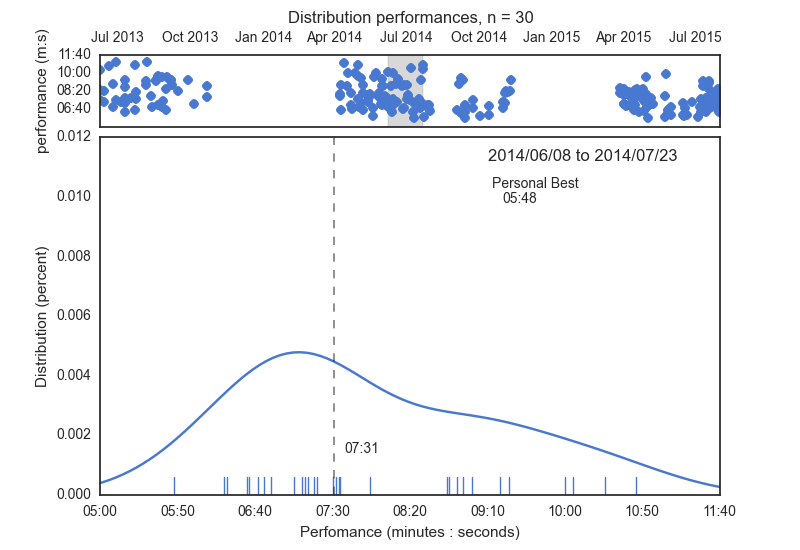 Distribution performances, n = 30
Jul 2013 Oct 2013 Jan 2014 Apr 2014 Jul 2014 Oct 2014 Jan 2015 Apr 2015 Jul 2015
performance (m:s)
11:40
10:00
08:20
06:40
0.012
2014/06/08 to 2014/07/23
Personal Best
05:48
0.010
0.008
0.006
Distribution (percent)
0.004
0.002
07:31
0.000
05:00 05:50 06:40 07:30 08:20 09:10 10:00 10:50 11:40
Perfomance (minutes : seconds)